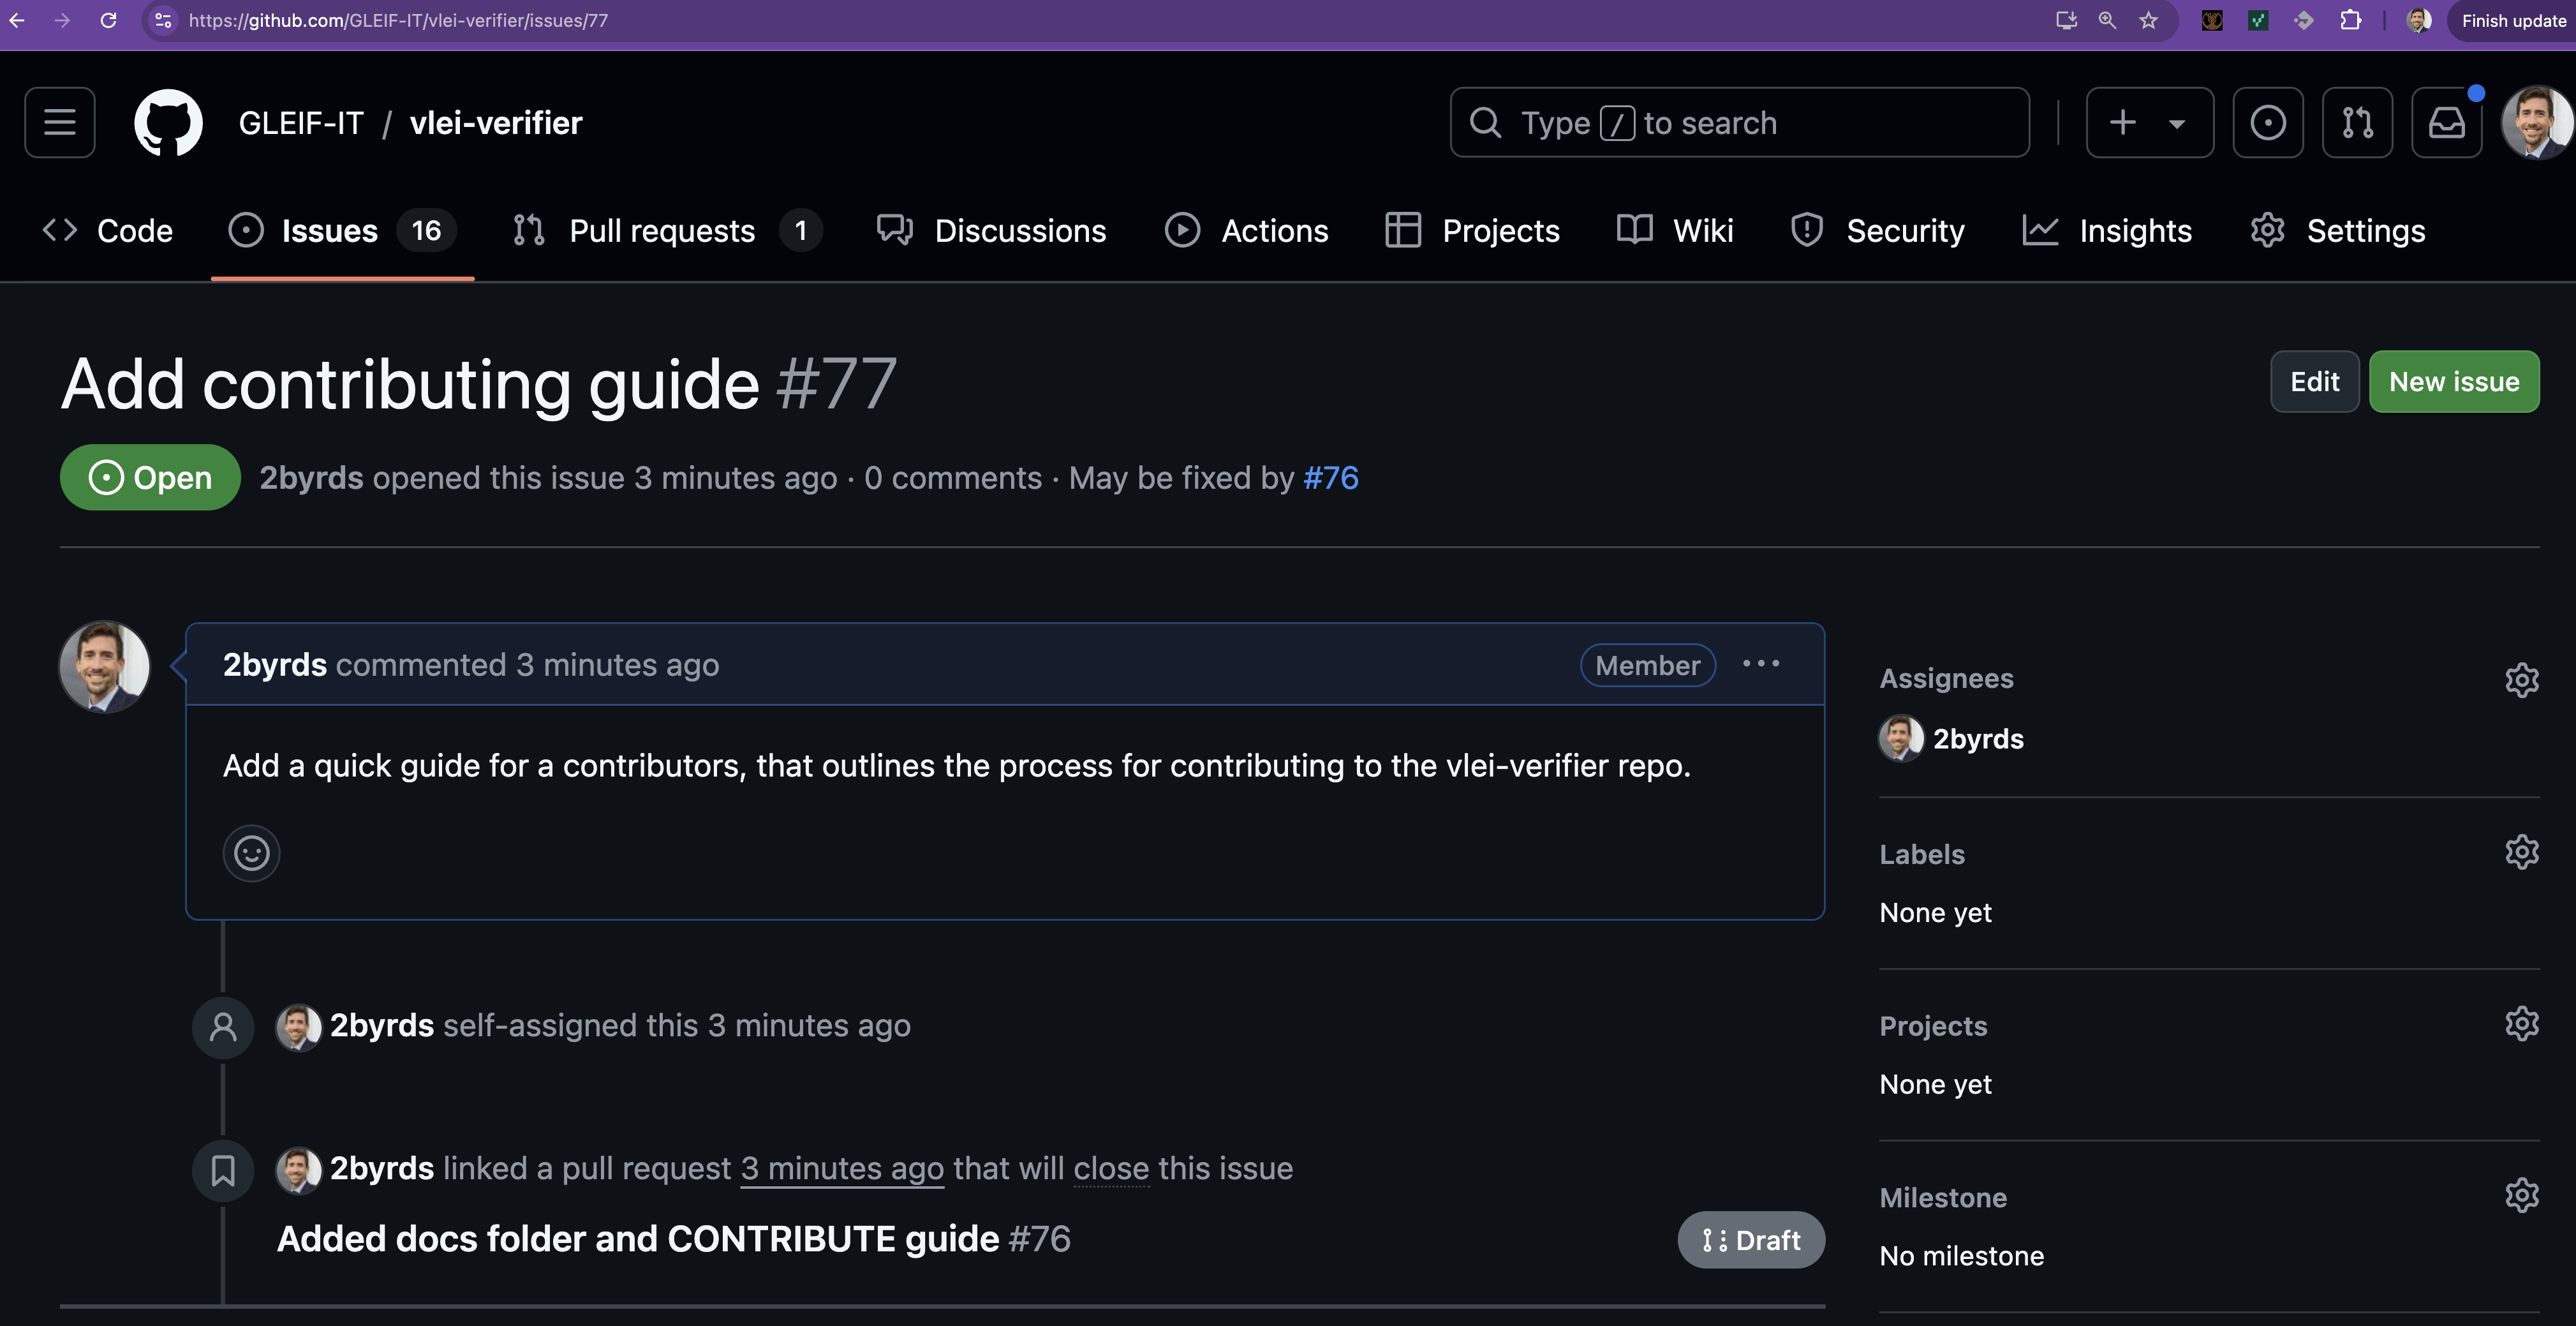 https://github.com/GLEIF-IT/vlei-verifier/issues/77
Finish update
GLEIF-IT / vlei-verifier
Type / to search
Code
Issues 16
Pull requests 1
Discussions
Actions
Projects
Wiki
Security
Insights
Settings
Add contributing guide #77
Edit
New issue
Open
2byrds opened this issue 3 minutes ago · 0 comments · May be fixed by #76
2byrds commented 3 minutes ago
Member
Add a quick guide for a contributors, that outlines the process for contributing to the vlei-verifier repo.
2byrds self-assigned this 3 minutes ago
2byrds linked a pull request 3 minutes ago that will close this issue
Added docs folder and CONTRIBUTE guide #76
Draft
Assignees
2byrds
Labels
None yet
Projects
None yet
Milestone
No milestone